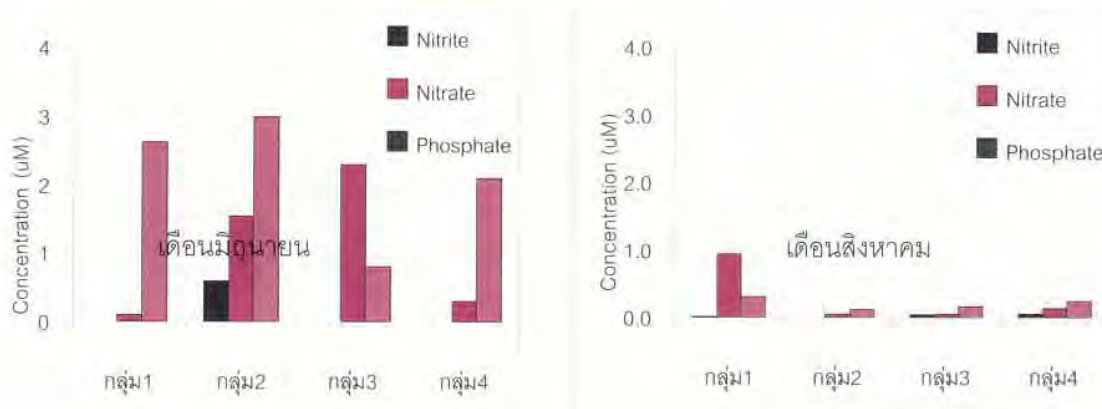 4
3
2
1
0
Concentration (uM)
Nitrite
Nitrate
Phosphate
เดือนมิถุนายน
กลุ่ม1 กลุ่ม2 กลุ่ม3 กลุ่ม4
4.0
3.0
2.0
1.0
0.0
Concentration (uM)
Nitrite
Nitrate
Phosphate
เดือนสิงหาคม
กลุ่ม1 กลุ่ม2 กลุ่ม3 กลุ่ม4